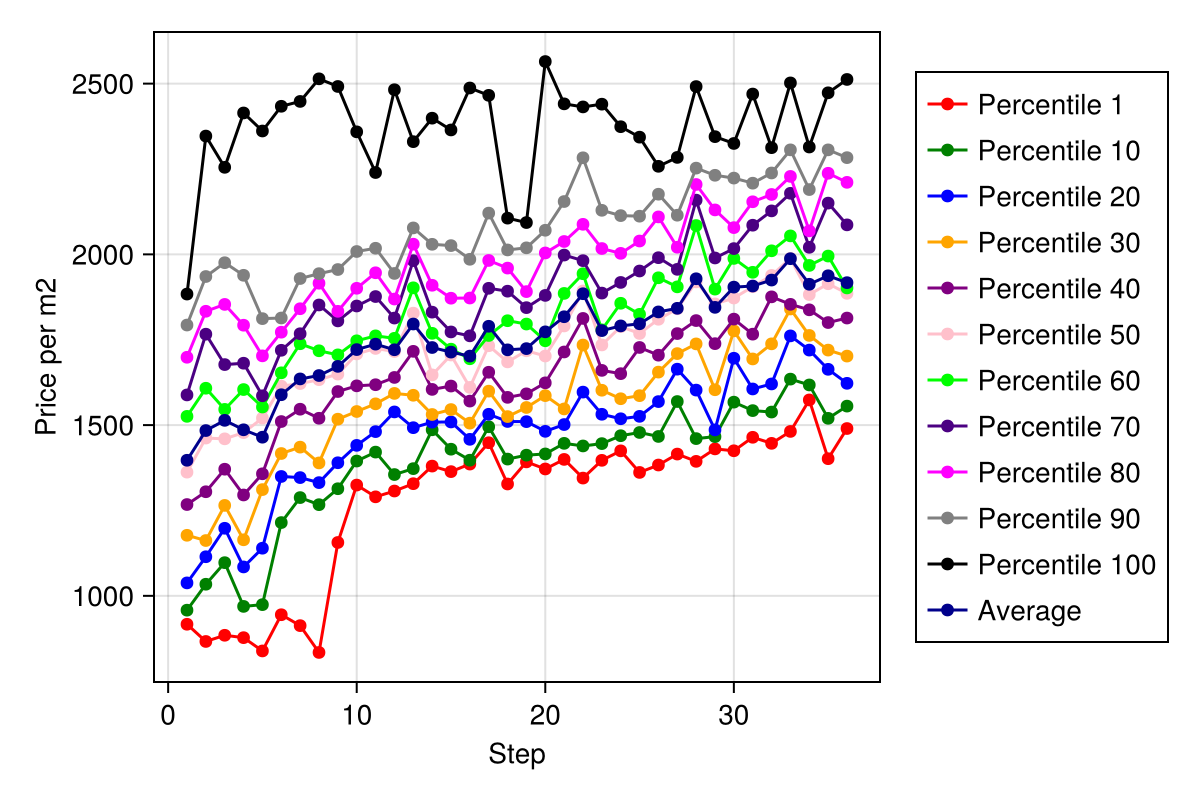 Price per m2
2500
2000
1500
1000
0 10 20 30
Step
Percentile 1
Percentile 10
Percentile 20
Percentile 30
Percentile 40
Percentile 50
Percentile 60
Percentile 70
Percentile 80
Percentile 90
Percentile 100
Average